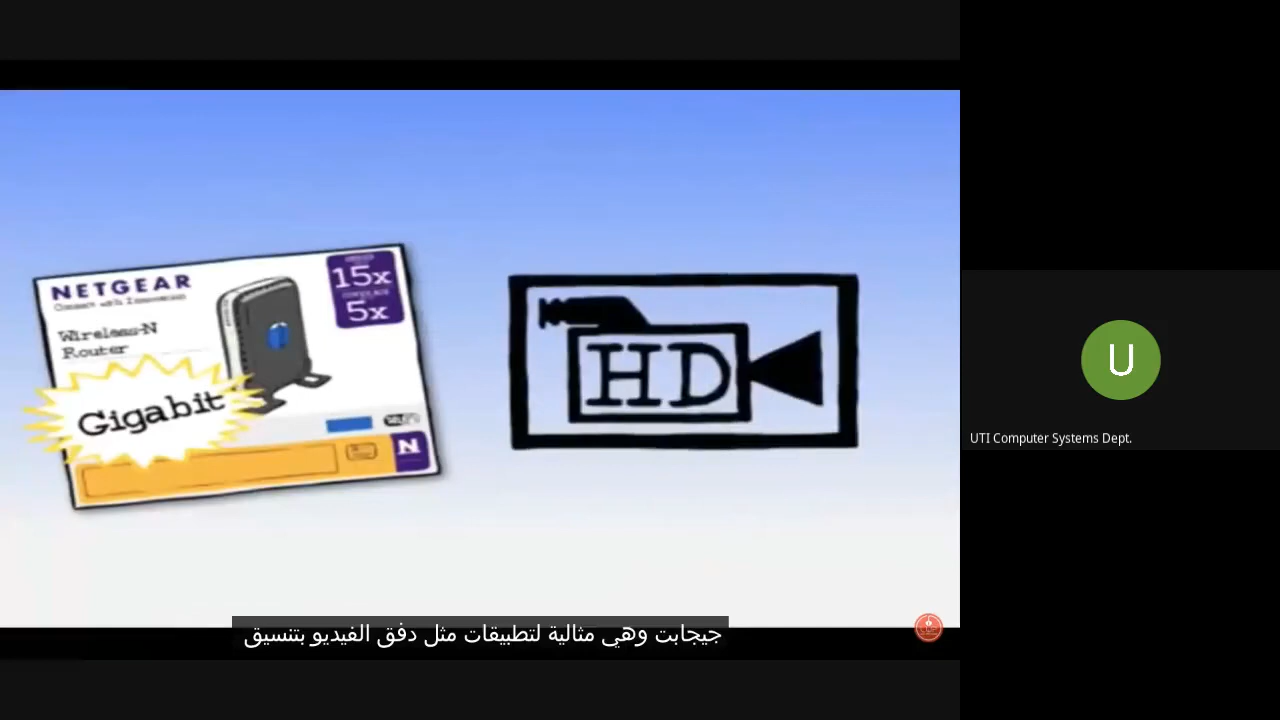 NETGEAR
Connect with Innovation
15x
5x
Wireless-N
Router
Gigabit
N
HD
جيجابت وهي مثالية لتطبيقات مثل دفق الفيديو بتنسيق
U
UTI Computer Systems Dept.